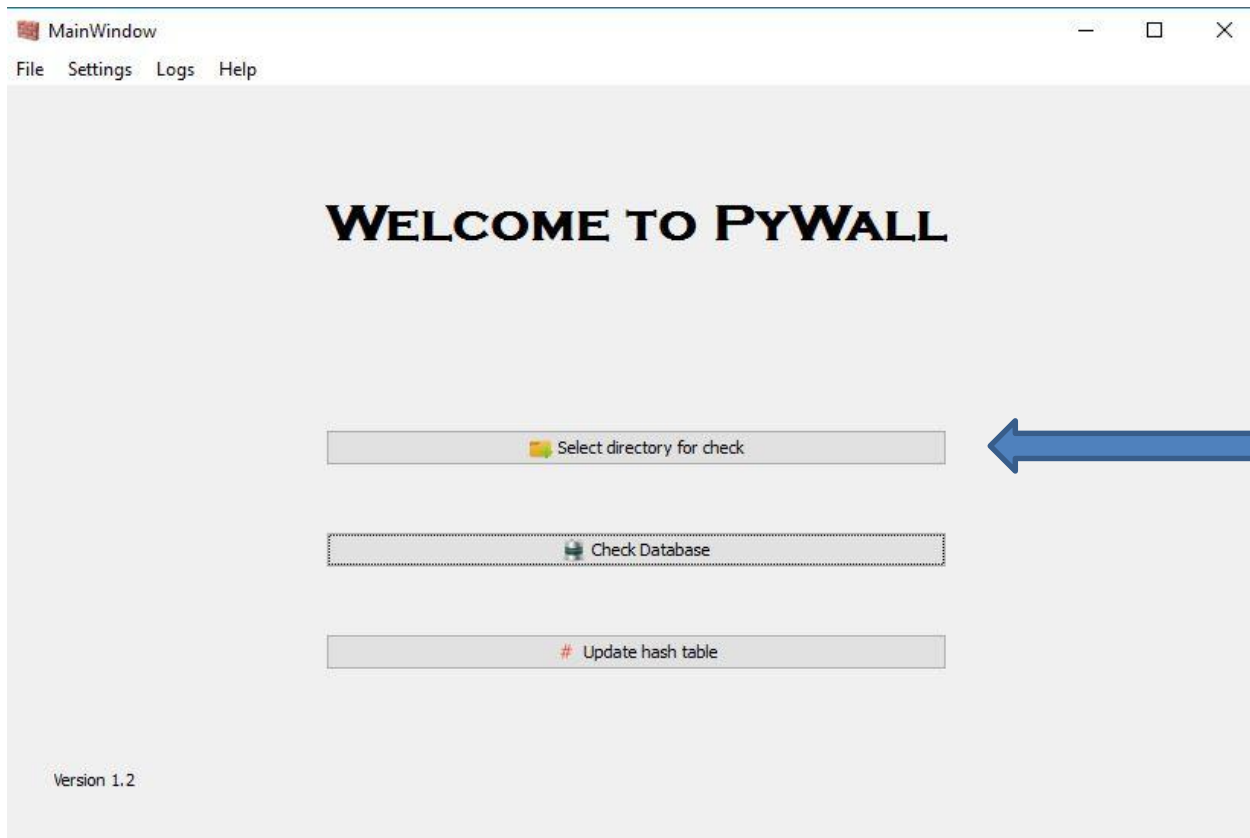 MainWindow
File Settings Logs Help
WELCOME TO PYWALL
Select directory for check
Check Database
# Update hash table
Version 1.2